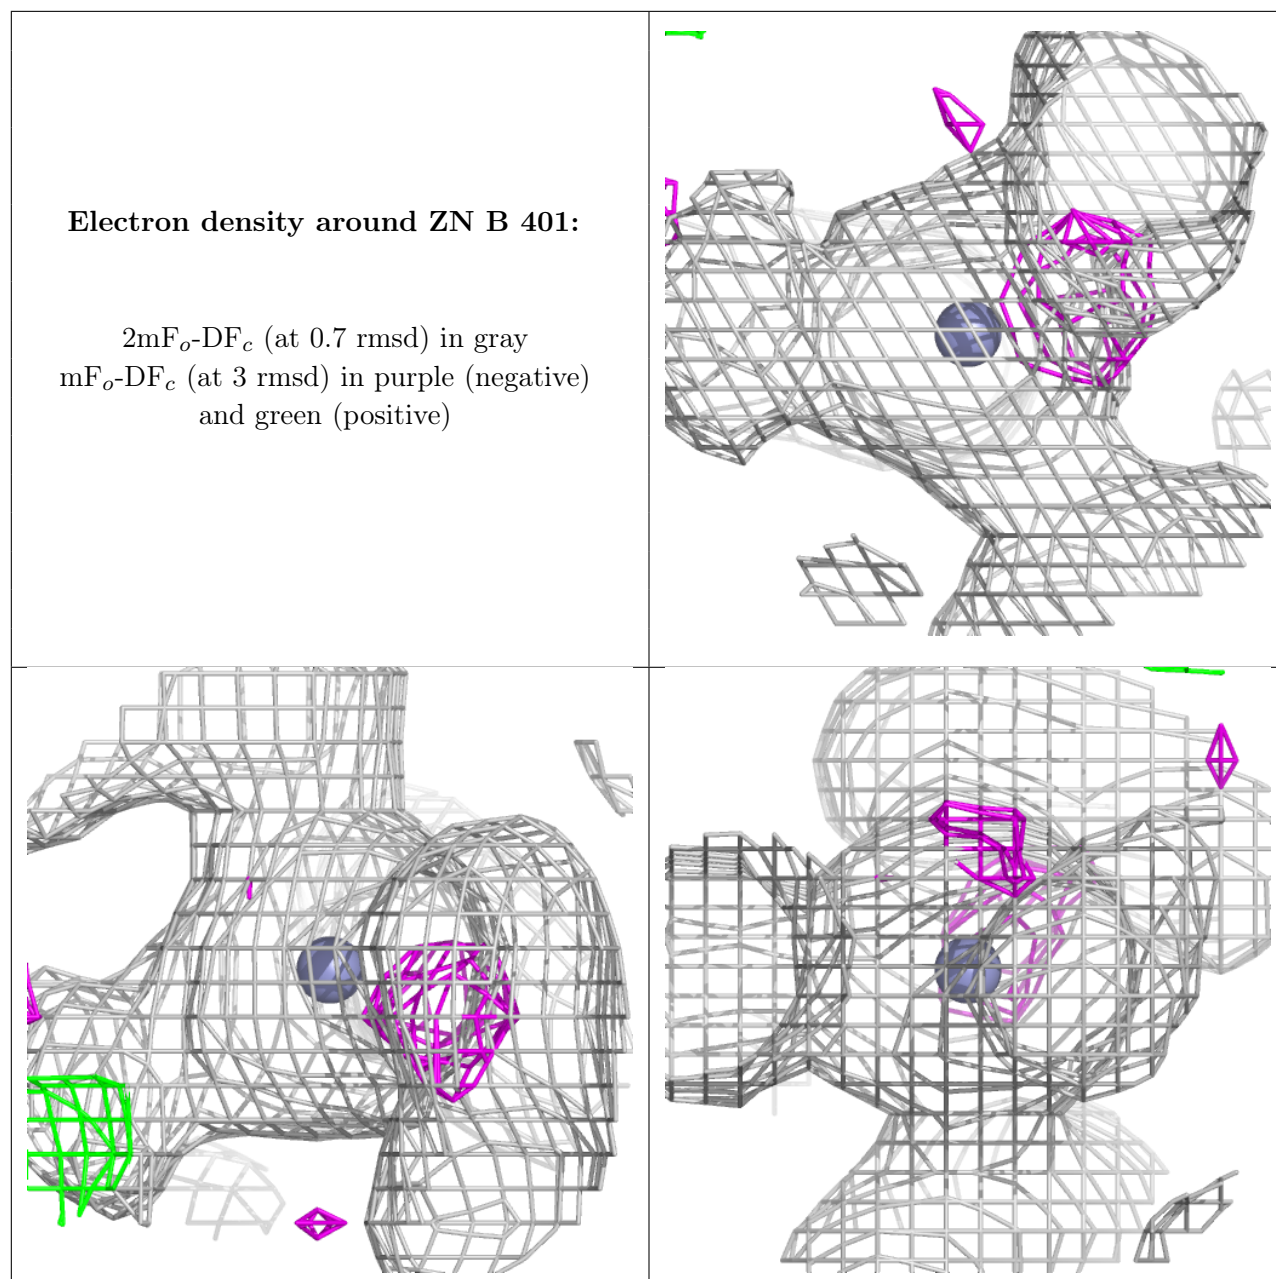 Electron density around ZN B 401:
2mFo-DFc (at 0.7 rmsd) in gray
mFo-DFc (at 3 rmsd) in purple (negative)
and green (positive)